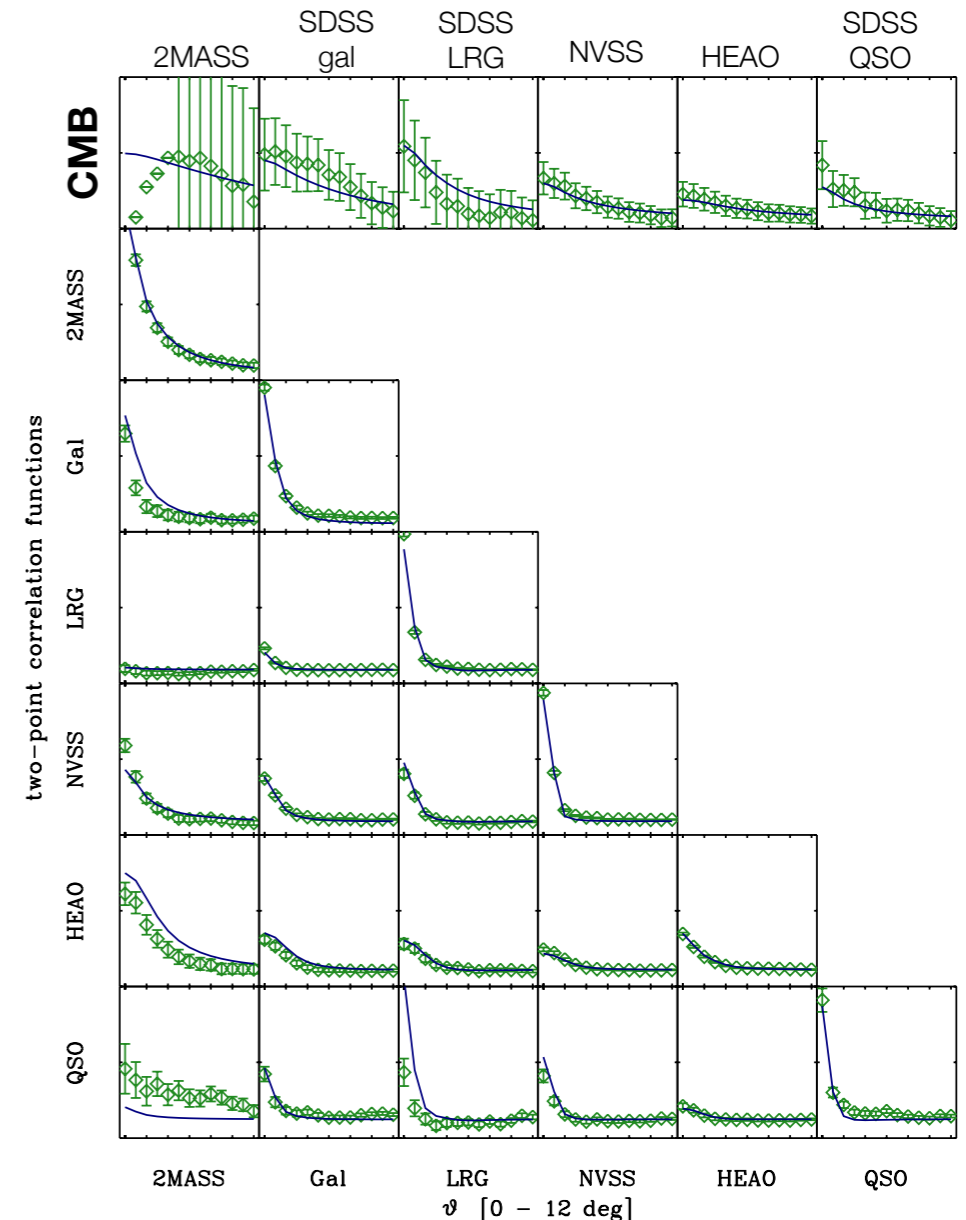 2MASS
SDSS
gal
SDSS
LRG
NVSS
HEAO
SDSS
QSO
CMB
2MASS
Gal
LRG
NVSS
HEAO
QSO
two-point correlation functions
2MASS
Gal
LRG
NVSS
HEAO
QSO
ϑ [0 - 12 deg]